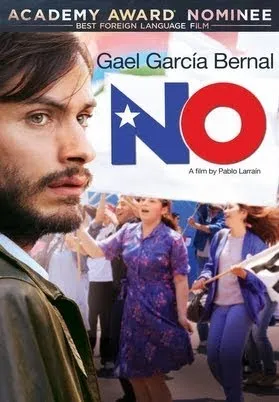 ACADEMY AWARD® NOMINEE
BEST FOREIGN LANGUAGE FILM
Gael García Bernal
NO
A film by Pablo Larraín